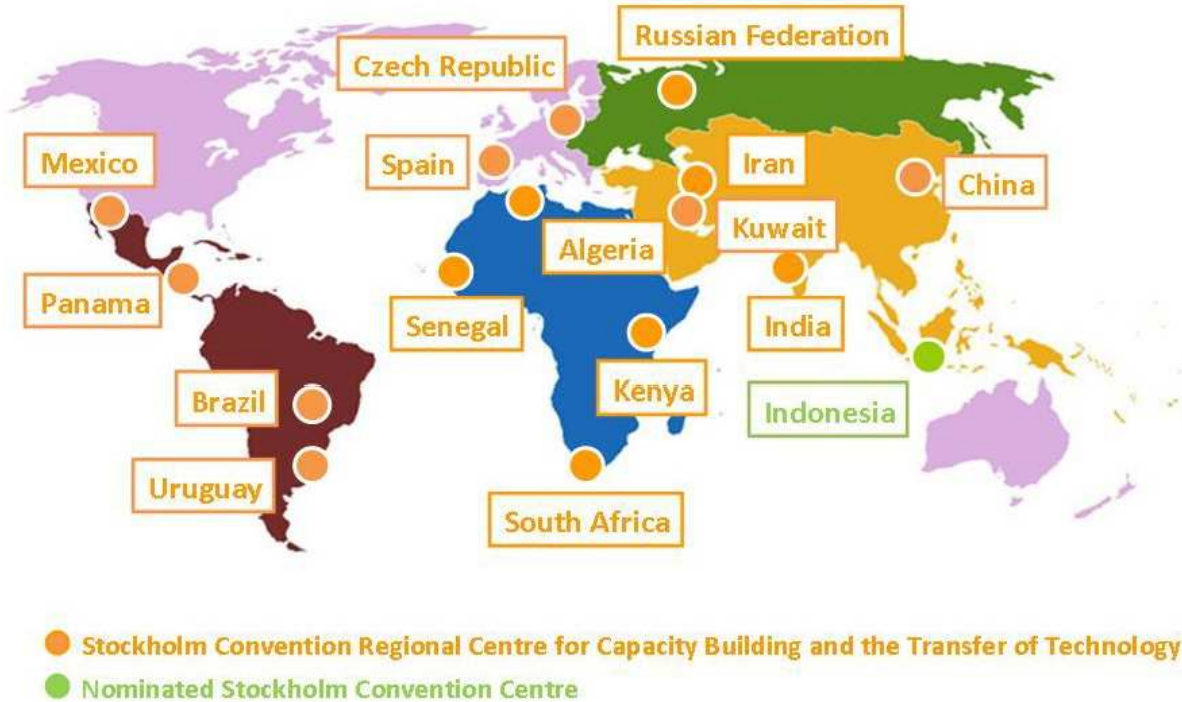 Russian Federation
Czech Republic
Mexico
Spain
Iran
China
Kuwait
Algeria
Panama
Senegal
India
Kenya
Brazil
Indonesia
Uruguay
South Africa
Stockholm Convention Regional Centre for Capacity Building and the Transfer of Technology
Nominated Stockholm Convention Centre